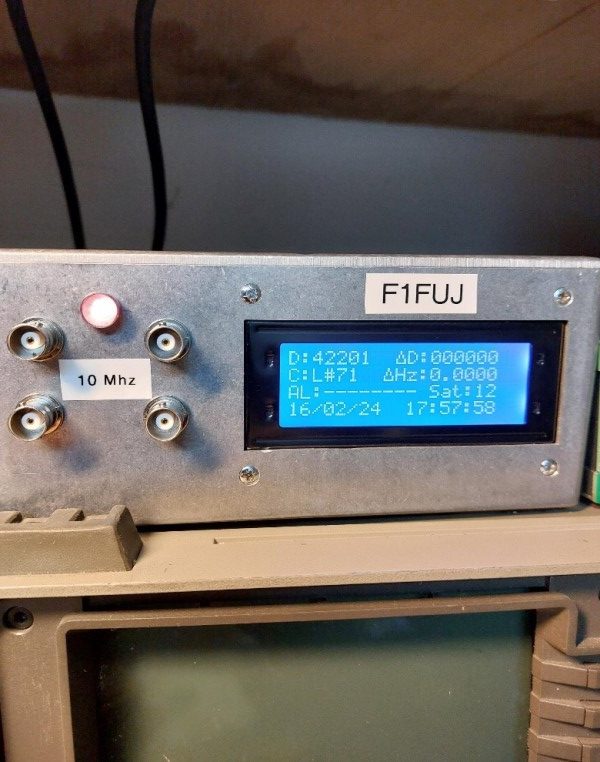 F1FUJ
10 Mhz
D:42201 ΔD:000000
C:L#71 ΔHz:0.0000
AL:-------- Sat:12
16/02/24 17:57:58